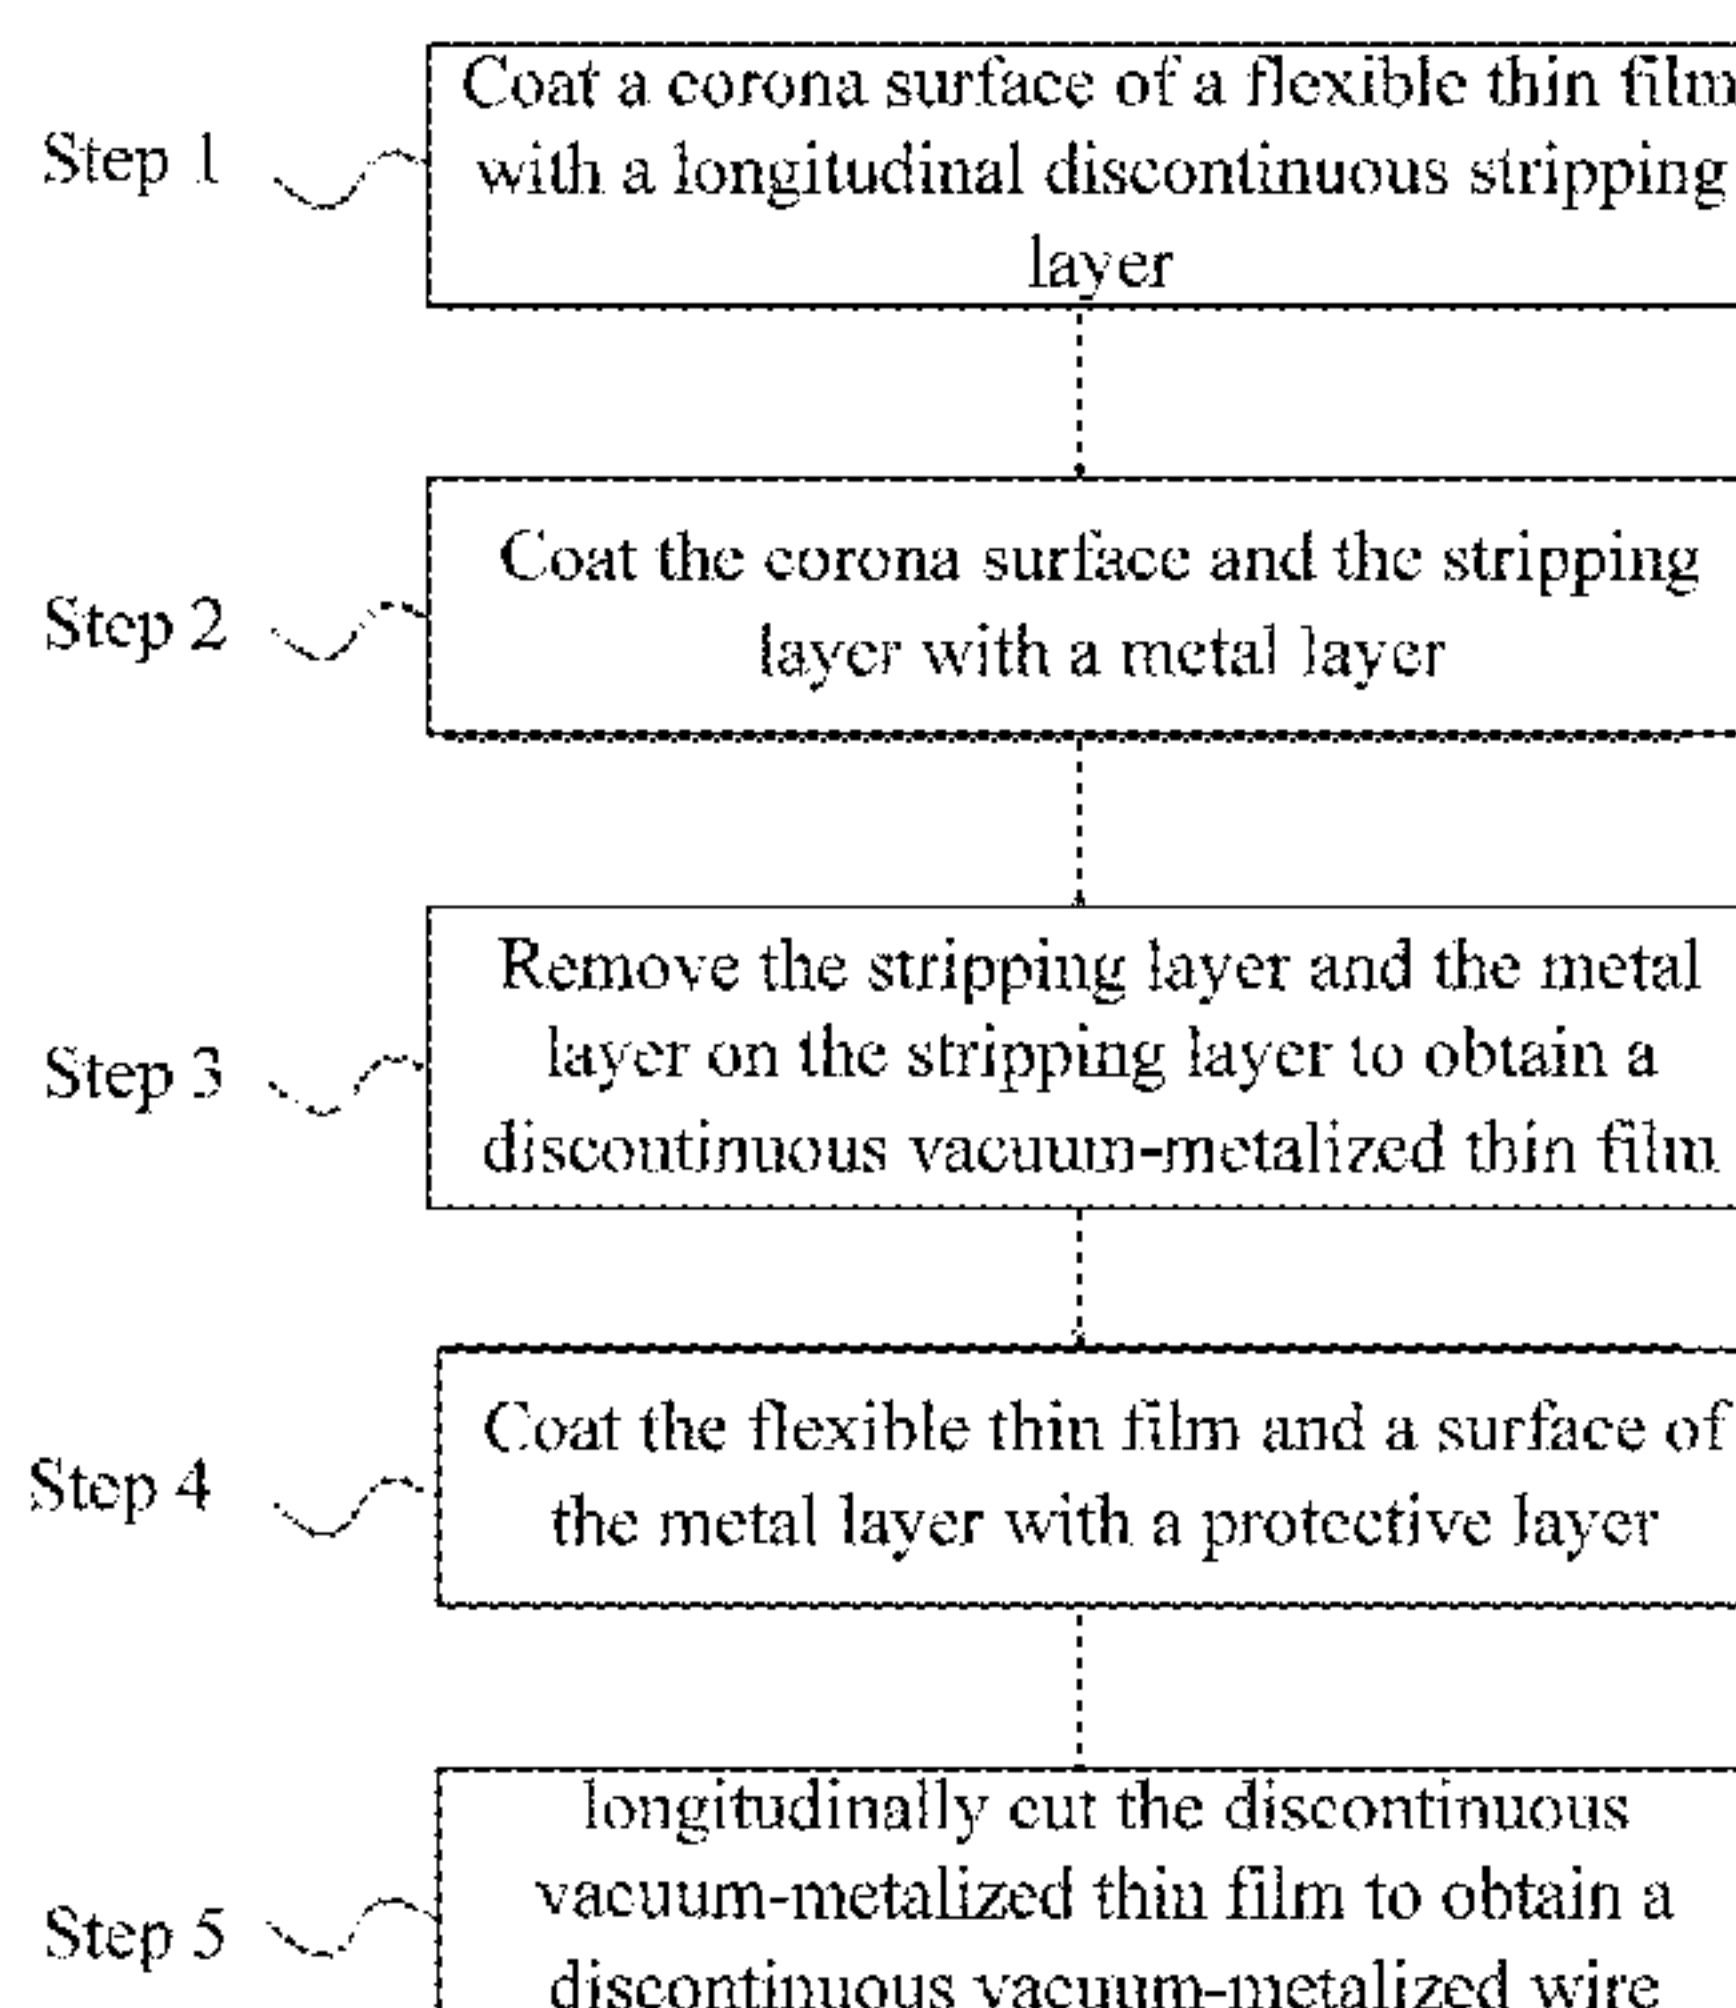 Coat a corona surface of a flexible thin film
Step 1
with a longitudinal discontinuous stripping
layer
Coat the corona surface and the stripping
Step 2
layer with a metal layer
Remove the stripping layer and the metal
Step 3
layer on the stripping layer to obtain a
discontinuous vacuum-metalized thin film
Coat the flexible thin film and a surface of
Step 4
the metal layer with a protective layer
longitudinally cut the discontinuous
vacuum-metalized thin film to obtain a
Step 5
discontinuous vacuum-metalized wire